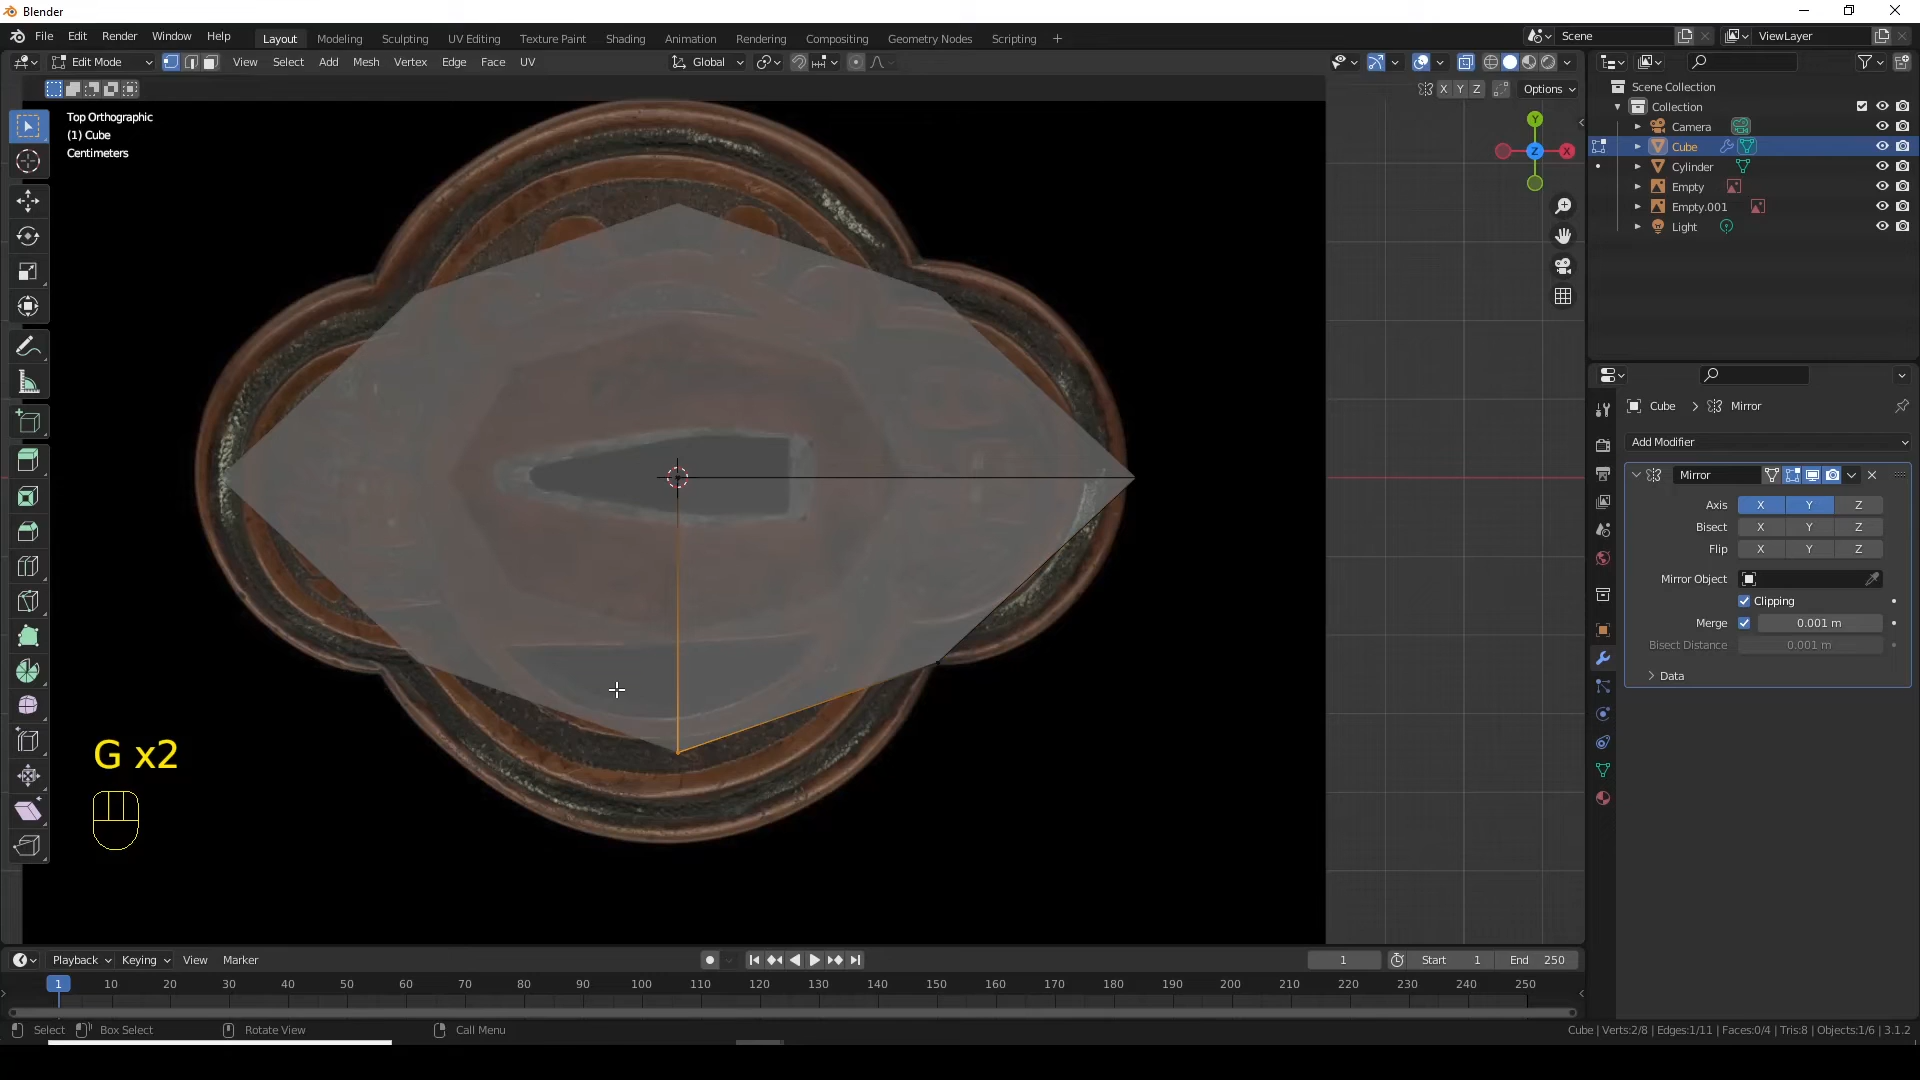 Blender
File Edit Render Window Help Layout Modeling Sculpting UV Editing Texture Paint Shading Animation Rendering Compositing Geometry Nodes Scripting + Scene ViewLayer
Edit Mode View Select Add Mesh Vertex Edge Face UV Global
X Y Z Options
Top Orthographic
(1) Cube
Centimeters
Y
Z X
Scene Collection
Collection
Camera
Cube
Cylinder
Empty
Empty.001
Light
Cube > Mirror
Add Modifier
Mirror
Axis X Y Z
Bisect X Y Z
Flip X Y Z
Mirror Object
Clipping
Merge 0.001 m
Bisect Distance 0.001 m
Data
G x2
Playback Keying View Marker 1 Start 1 End 250
1 10 20 30 40 50 60 70 80 90 100 110 120 130 140 150 160 170 180 190 200 210 220 230 240 250
Select Box Select Rotate View Call Menu Cube | Verts:2/8 | Edges:1/11 | Faces:0/4 | Tris:8 | Objects:1/6 | 3.1.2